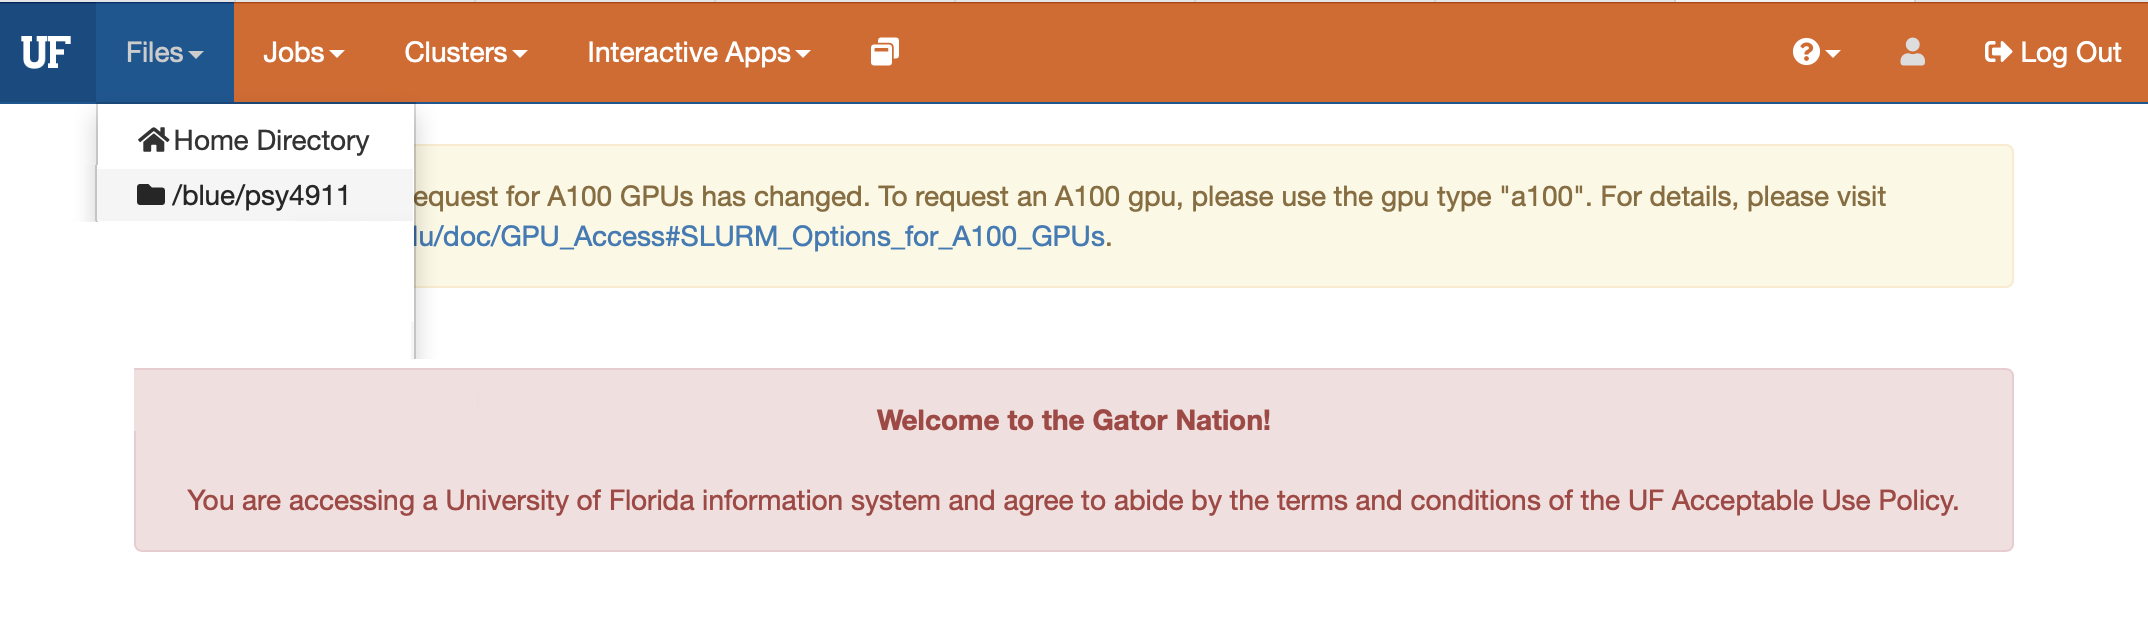 UF Files Jobs Clusters Interactive Apps Log Out
Home Directory
/blue/psy4911
equest for A100 GPUs has changed. To request an A100 gpu, please use the gpu type "a100". For details, please visit
lu/doc/GPU_Access#SLURM_Options_for_A100_GPUs.
Welcome to the Gator Nation!
You are accessing a University of Florida information system and agree to abide by the terms and conditions of the UF Acceptable Use Policy.